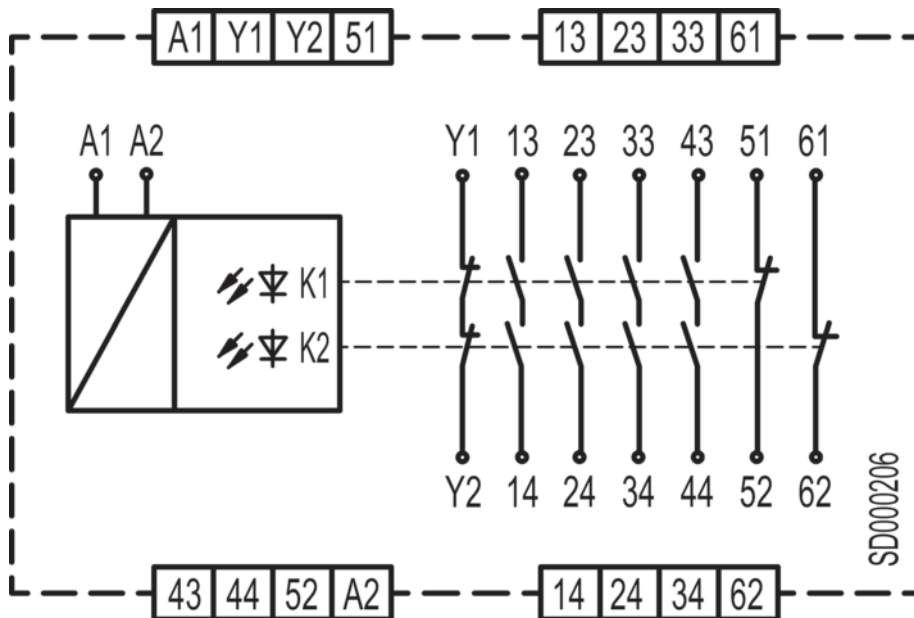 A1 Y1 Y2 51 13 23 33 61
A1 A2 Y1 13 23 33 43 51 61
K1
K2
Y2 14 24 34 44 52 62
SD000206
43 44 52 A2 14 24 34 62